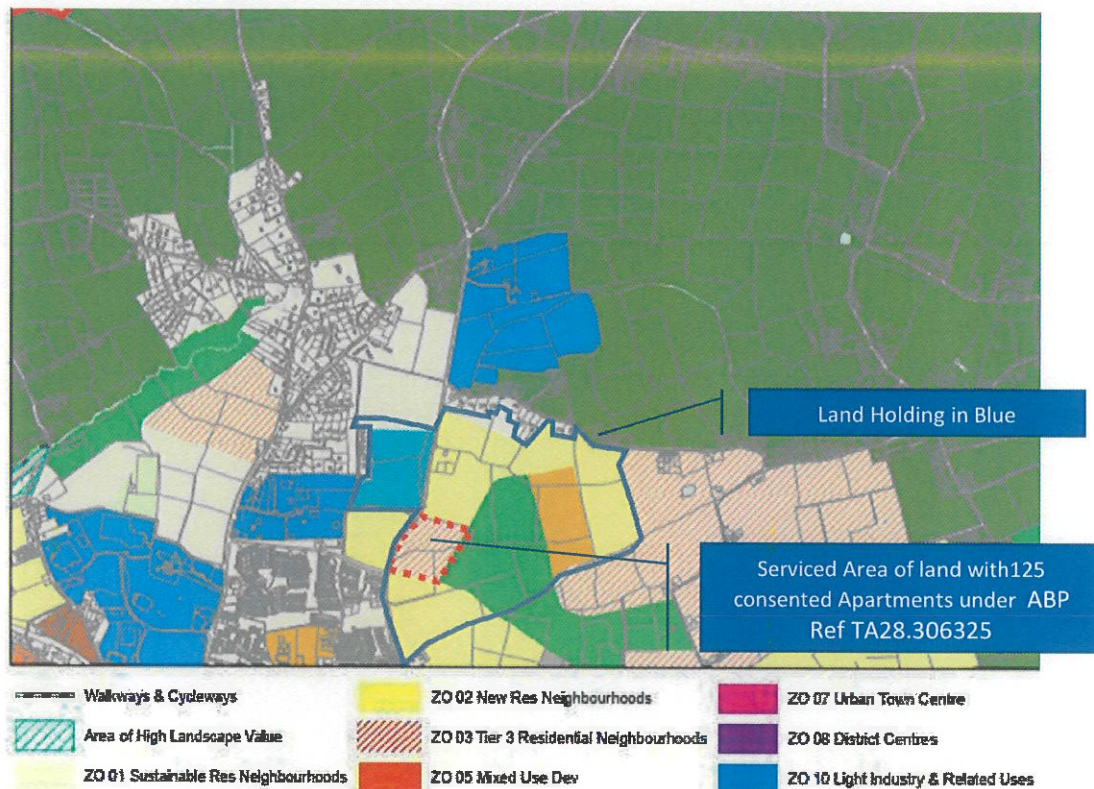 Land Holding in Blue
Serviced Area of land with125
consented Apartments under ABP
Ref TA28.306325
Walkways & Cycleways
ZO 02 New Res Neighbourhoods
ZO 07 Urban Town Centre
Area of High Landscape Value
ZO 03 Tier 3 Residential Neighbourhoods
ZO 08 District Centres
ZO 01 Sustainable Res Neighbourhoods
ZO 05 Mixed Use Dev
ZO 10 Light Industry & Related Uses